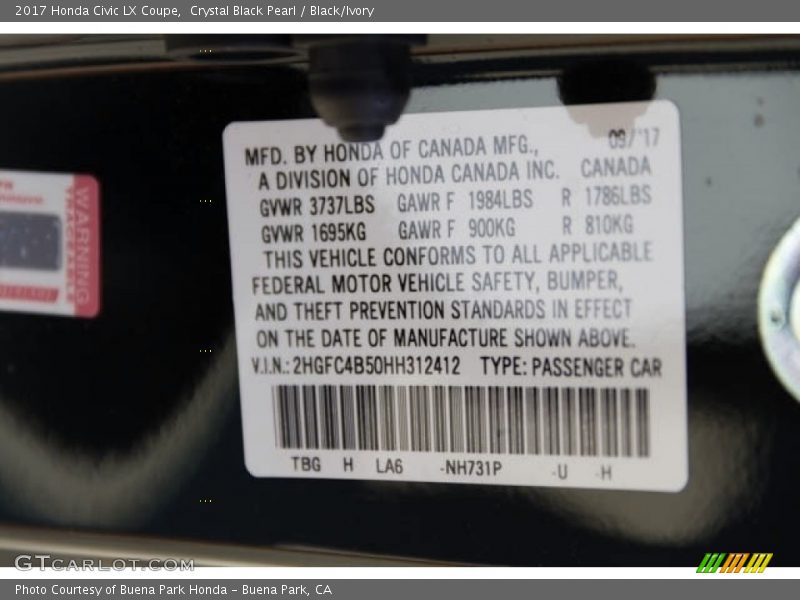 2017 Honda Civic LX Coupe,  Crystal Black Pearl / Black/Ivory
09/'17
MFD. BY HONDA OF CANADA MFG.,
A DIVISION OF HONDA CANADA INC. CANADA
GVWR 3737LBS GAWR F 1984LBS R 1786LBS
GVWR 1695KG GAWR F 900KG R 810KG
THIS VEHICLE CONFORMS TO ALL APPLICABLE
FEDERAL MOTOR VEHICLE SAFETY, BUMPER,
AND THEFT PREVENTION STANDARDS IN EFFECT
ON THE DATE OF MANUFACTURE SHOWN ABOVE.
V.I.N.: 2HGFC4B50HH312412 TYPE: PASSENGER CAR
TBG H LA6 -NH731P -U -H
WARNING
GTCARLOT.COM
Photo Courtesy of Buena Park Honda – Buena Park, CA